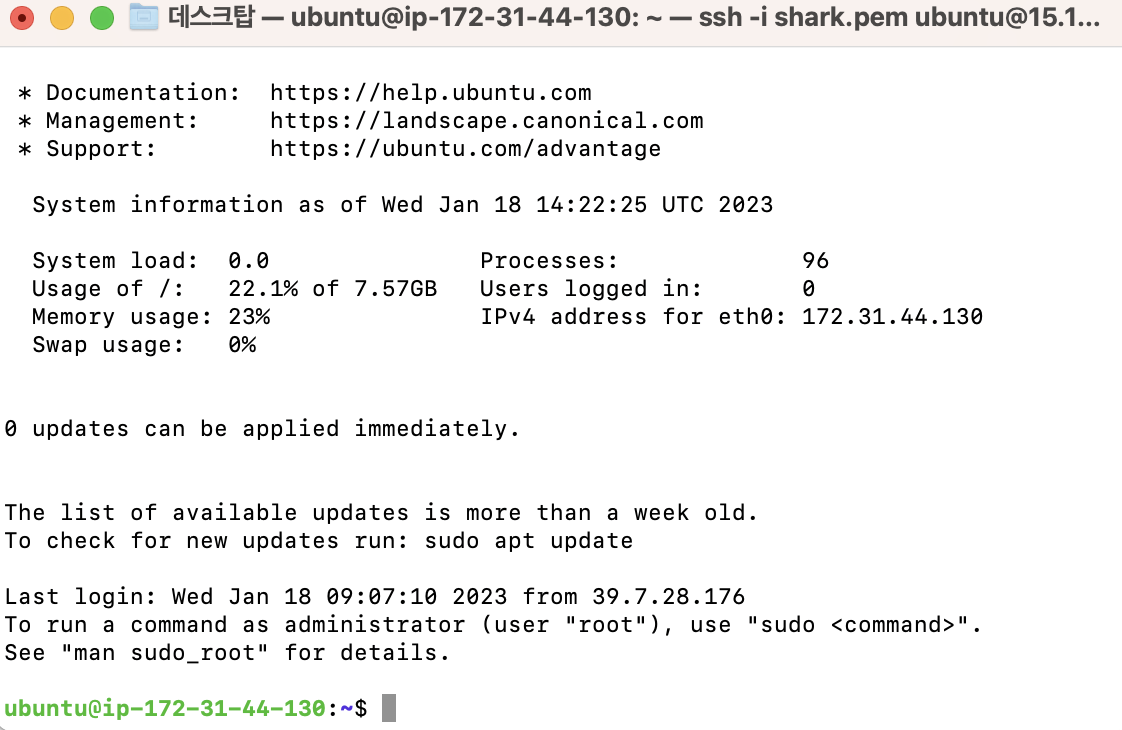 데스크탑 — ubuntu@ip-172-31-44-130: ~ — ssh -i shark.pem ubuntu@15.1...
* Documentation:  https://help.ubuntu.com
* Management:     https://landscape.canonical.com
* Support:        https://ubuntu.com/advantage
System information as of Wed Jan 18 14:22:25 UTC 2023
System load:  0.0               Processes:             96
Usage of /:   22.1% of 7.57GB   Users logged in:       0
Memory usage: 23%               IPv4 address for eth0: 172.31.44.130
Swap usage:   0%
0 updates can be applied immediately.
The list of available updates is more than a week old.
To check for new updates run: sudo apt update
Last login: Wed Jan 18 09:07:10 2023 from 39.7.28.176
To run a command as administrator (user "root"), use "sudo <command>".
See "man sudo_root" for details.
ubuntu@ip-172-31-44-130:~$